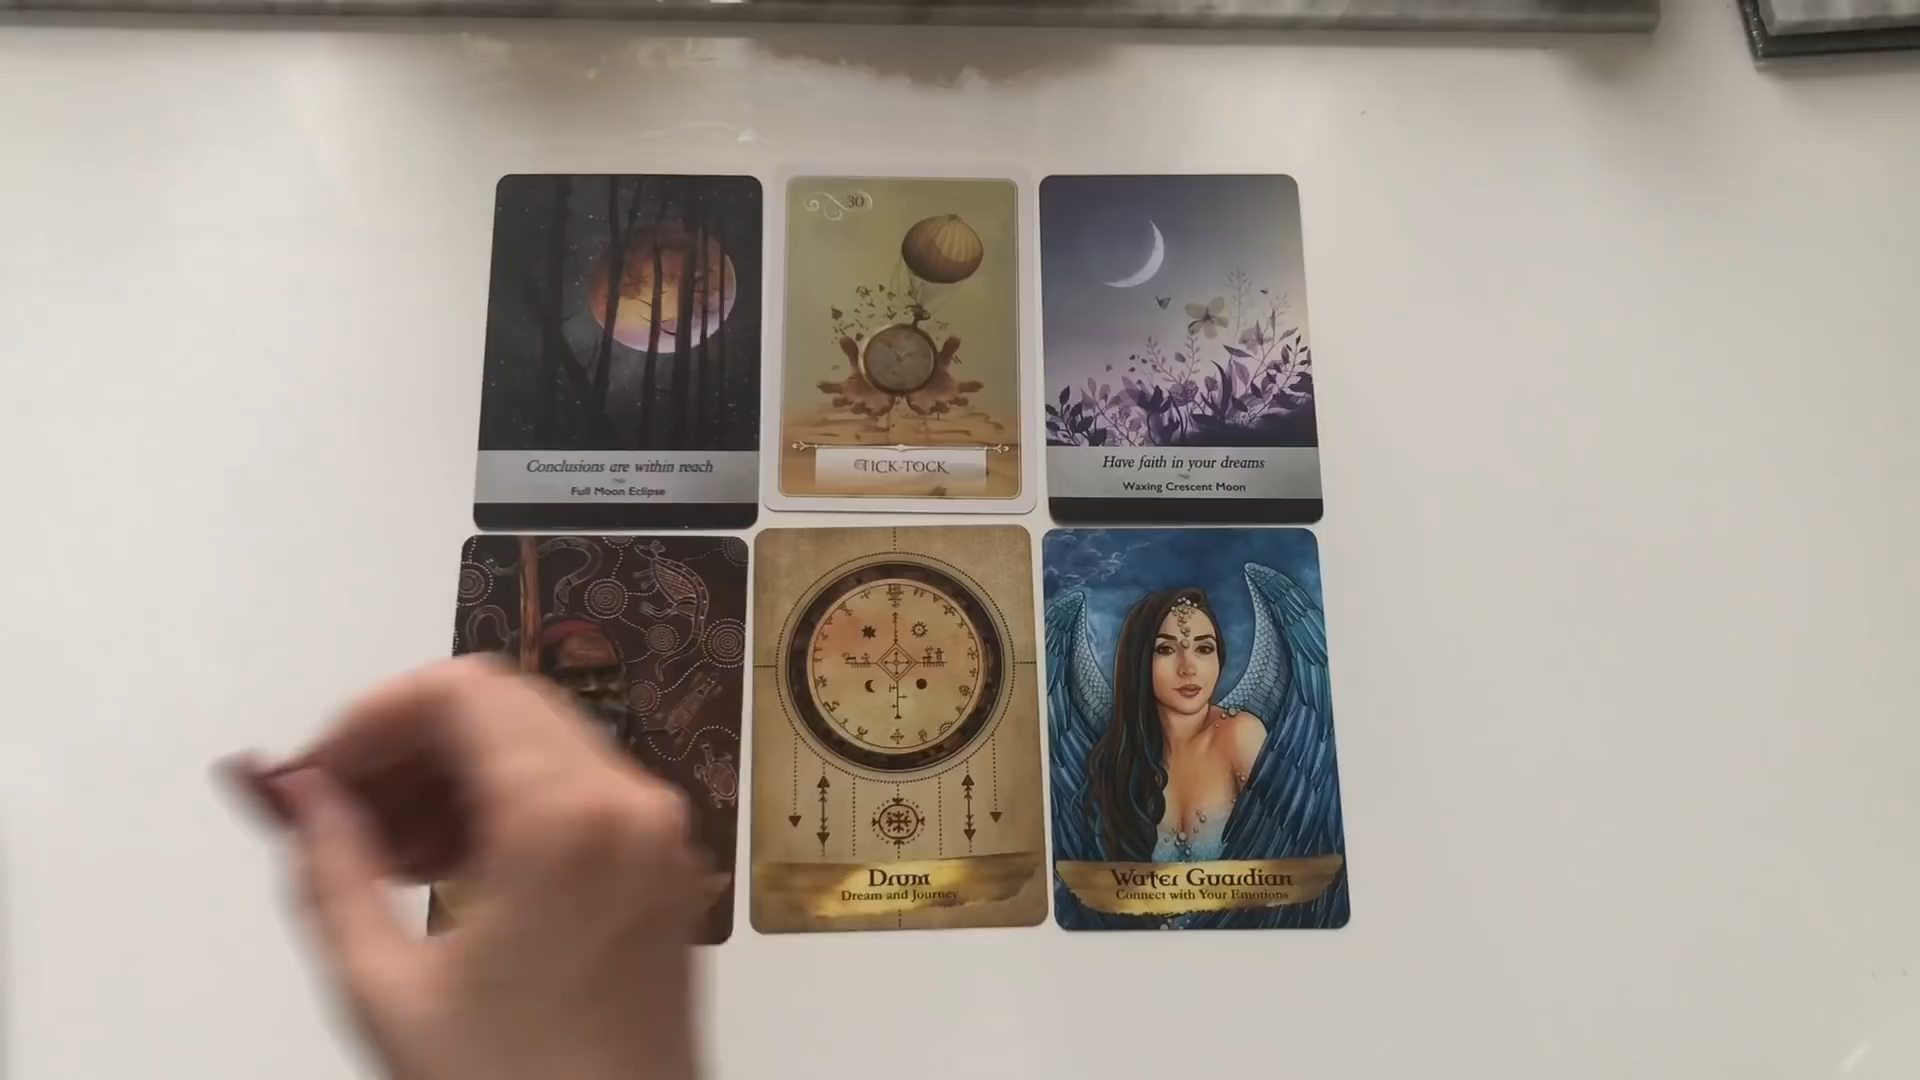 Conclusions are within reach
Full Moon Eclipse
30
TICK-TOCK
Have faith in your dreams
Waxing Crescent Moon
Drum
Dream and Journey
Water Guardian
Connect with Your Emotions